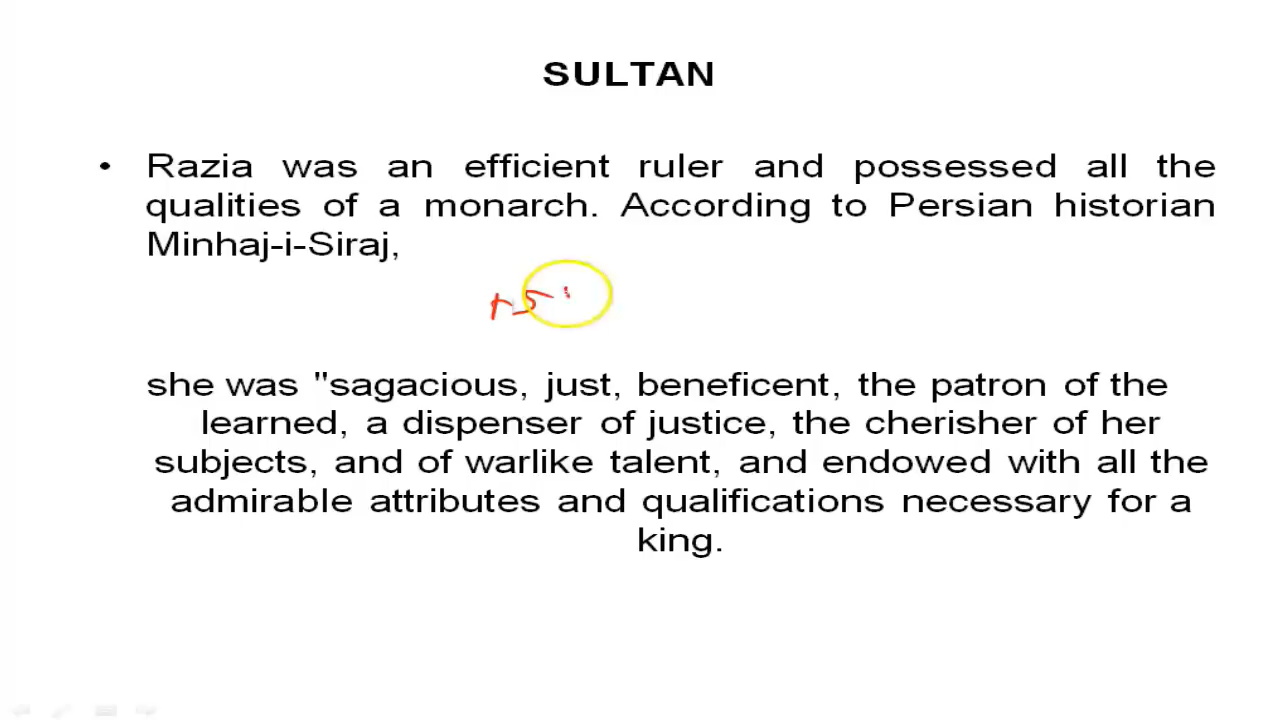 SULTAN
• Razia was an efficient ruler and possessed all the
qualities of a monarch. According to Persian historian
Minhaj-i-Siraj,
she was "sagacious, just, beneficent, the patron of the
learned, a dispenser of justice, the cherisher of her
subjects, and of warlike talent, and endowed with all the
admirable attributes and qualifications necessary for a
king.